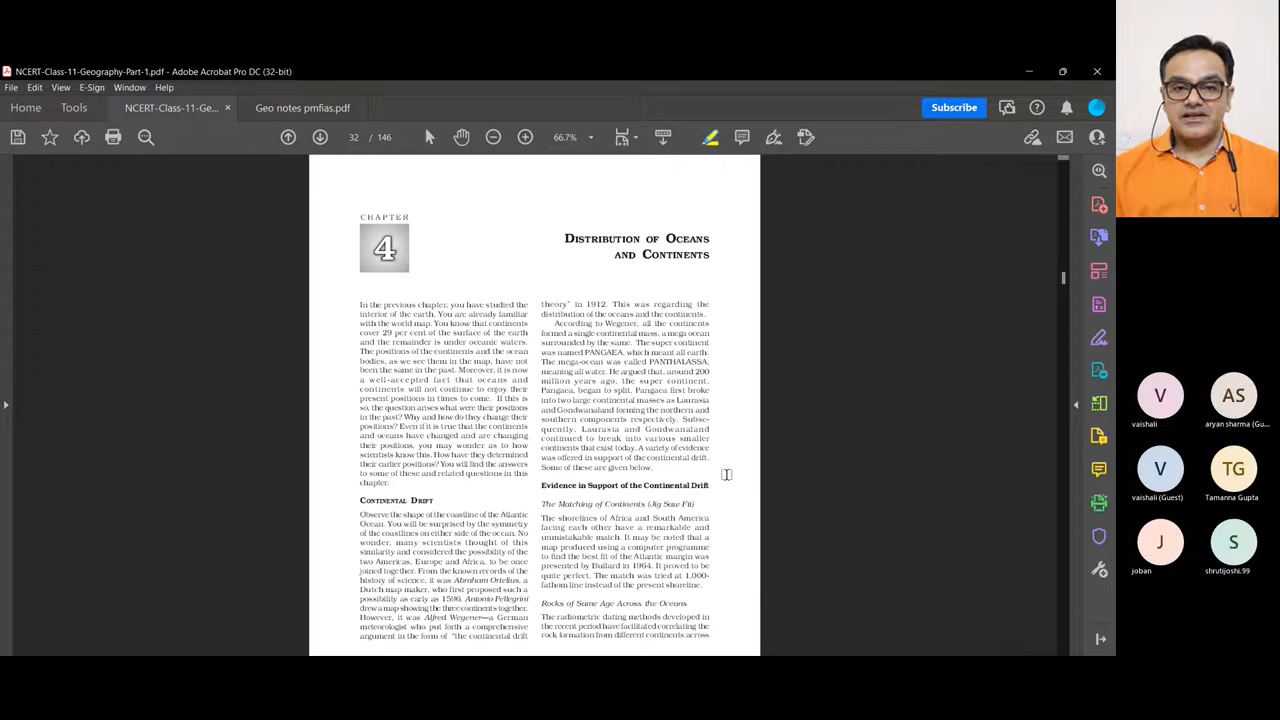 NCERT-Class-11-Geography-Part-1.pdf - Adobe Acrobat Pro DC (32-bit)
File Edit View E-Sign Window Help
Home Tools NCERT-Class-11-Ge... × Geo notes pmfias.pdf Subscribe
32 / 146 66.7%
CHAPTER
4
DISTRIBUTION OF OCEANS
AND CONTINENTS
In the previous chapter, you have studied the
interior of the earth. You are already familiar
with the world map. You know that continents
cover 29 per cent of the surface of the earth
and the remainder is under oceanic waters.
The positions of the continents and the ocean
bodies, as we see them in the map, have not
been the same in the past. Moreover, it is now
a well-accepted fact that oceans and
continents will not continue to enjoy their
present positions in times to come. If this is
so, the question arises what were their positions
in the past? Why and how do they change their
positions? Even if it is true that the continents
and oceans have changed and are changing
their positions, you may wonder as to how
scientists know this. How have they determined
their earlier positions? You will find the answers
to some of these and related questions in this
chapter.
CONTINENTAL DRIFT
Observe the shape of the coastline of the Atlantic
Ocean. You will be surprised by the symmetry
of the coastlines on either side of the ocean. No
wonder, many scientists thought of this
similarity and considered the possibility of the
two Americas, Europe and Africa, to be once
joined together. From the known records of the
history of science, it was Abraham Ortelius, a
Dutch map maker, who first proposed such a
possibility as early as 1596. Antonio Pellegrini
drew a map showing the three continents together.
However, it was Alfred Wegener—a German
meteorologist who put forth a comprehensive
argument in the form of "the continental drift
theory" in 1912. This was regarding the
distribution of the oceans and the continents.
According to Wegener, all the continents
formed a single continental mass, a mega ocean
surrounded by the same. The super continent
was named PANGAEA, which meant all earth.
The mega-ocean was called PANTHALASSA,
meaning all water. He argued that, around 200
million years ago, the super continent,
Pangaea, began to split. Pangaea first broke
into two large continental masses as Laurasia
and Gondwanaland forming the northern and
southern components respectively. Subse-
quently, Laurasia and Gondwanaland
continued to break into various smaller
continents that exist today. A variety of evidence
was offered in support of the continental drift.
Some of these are given below.
Evidence in Support of the Continental Drift
The Matching of Continents (Jig Saw Fit)
The shorelines of Africa and South America
facing each other have a remarkable and
unmistakable match. It may be noted that a
map produced using a computer programme
to find the best fit of the Atlantic margin was
presented by Bullard in 1964. It proved to be
quite perfect. The match was tried at 1,000-
fathom line instead of the present shoreline.
Rocks of Same Age Across the Oceans
The radiometric dating methods developed in
the recent period have facilitated correlating the
rock formation from different continents across
V AS
vaishali aryan sharma (Gu...
V TG
vaishali (Guest) Tamanna Gupta
J S
joban shrutijoshi.99